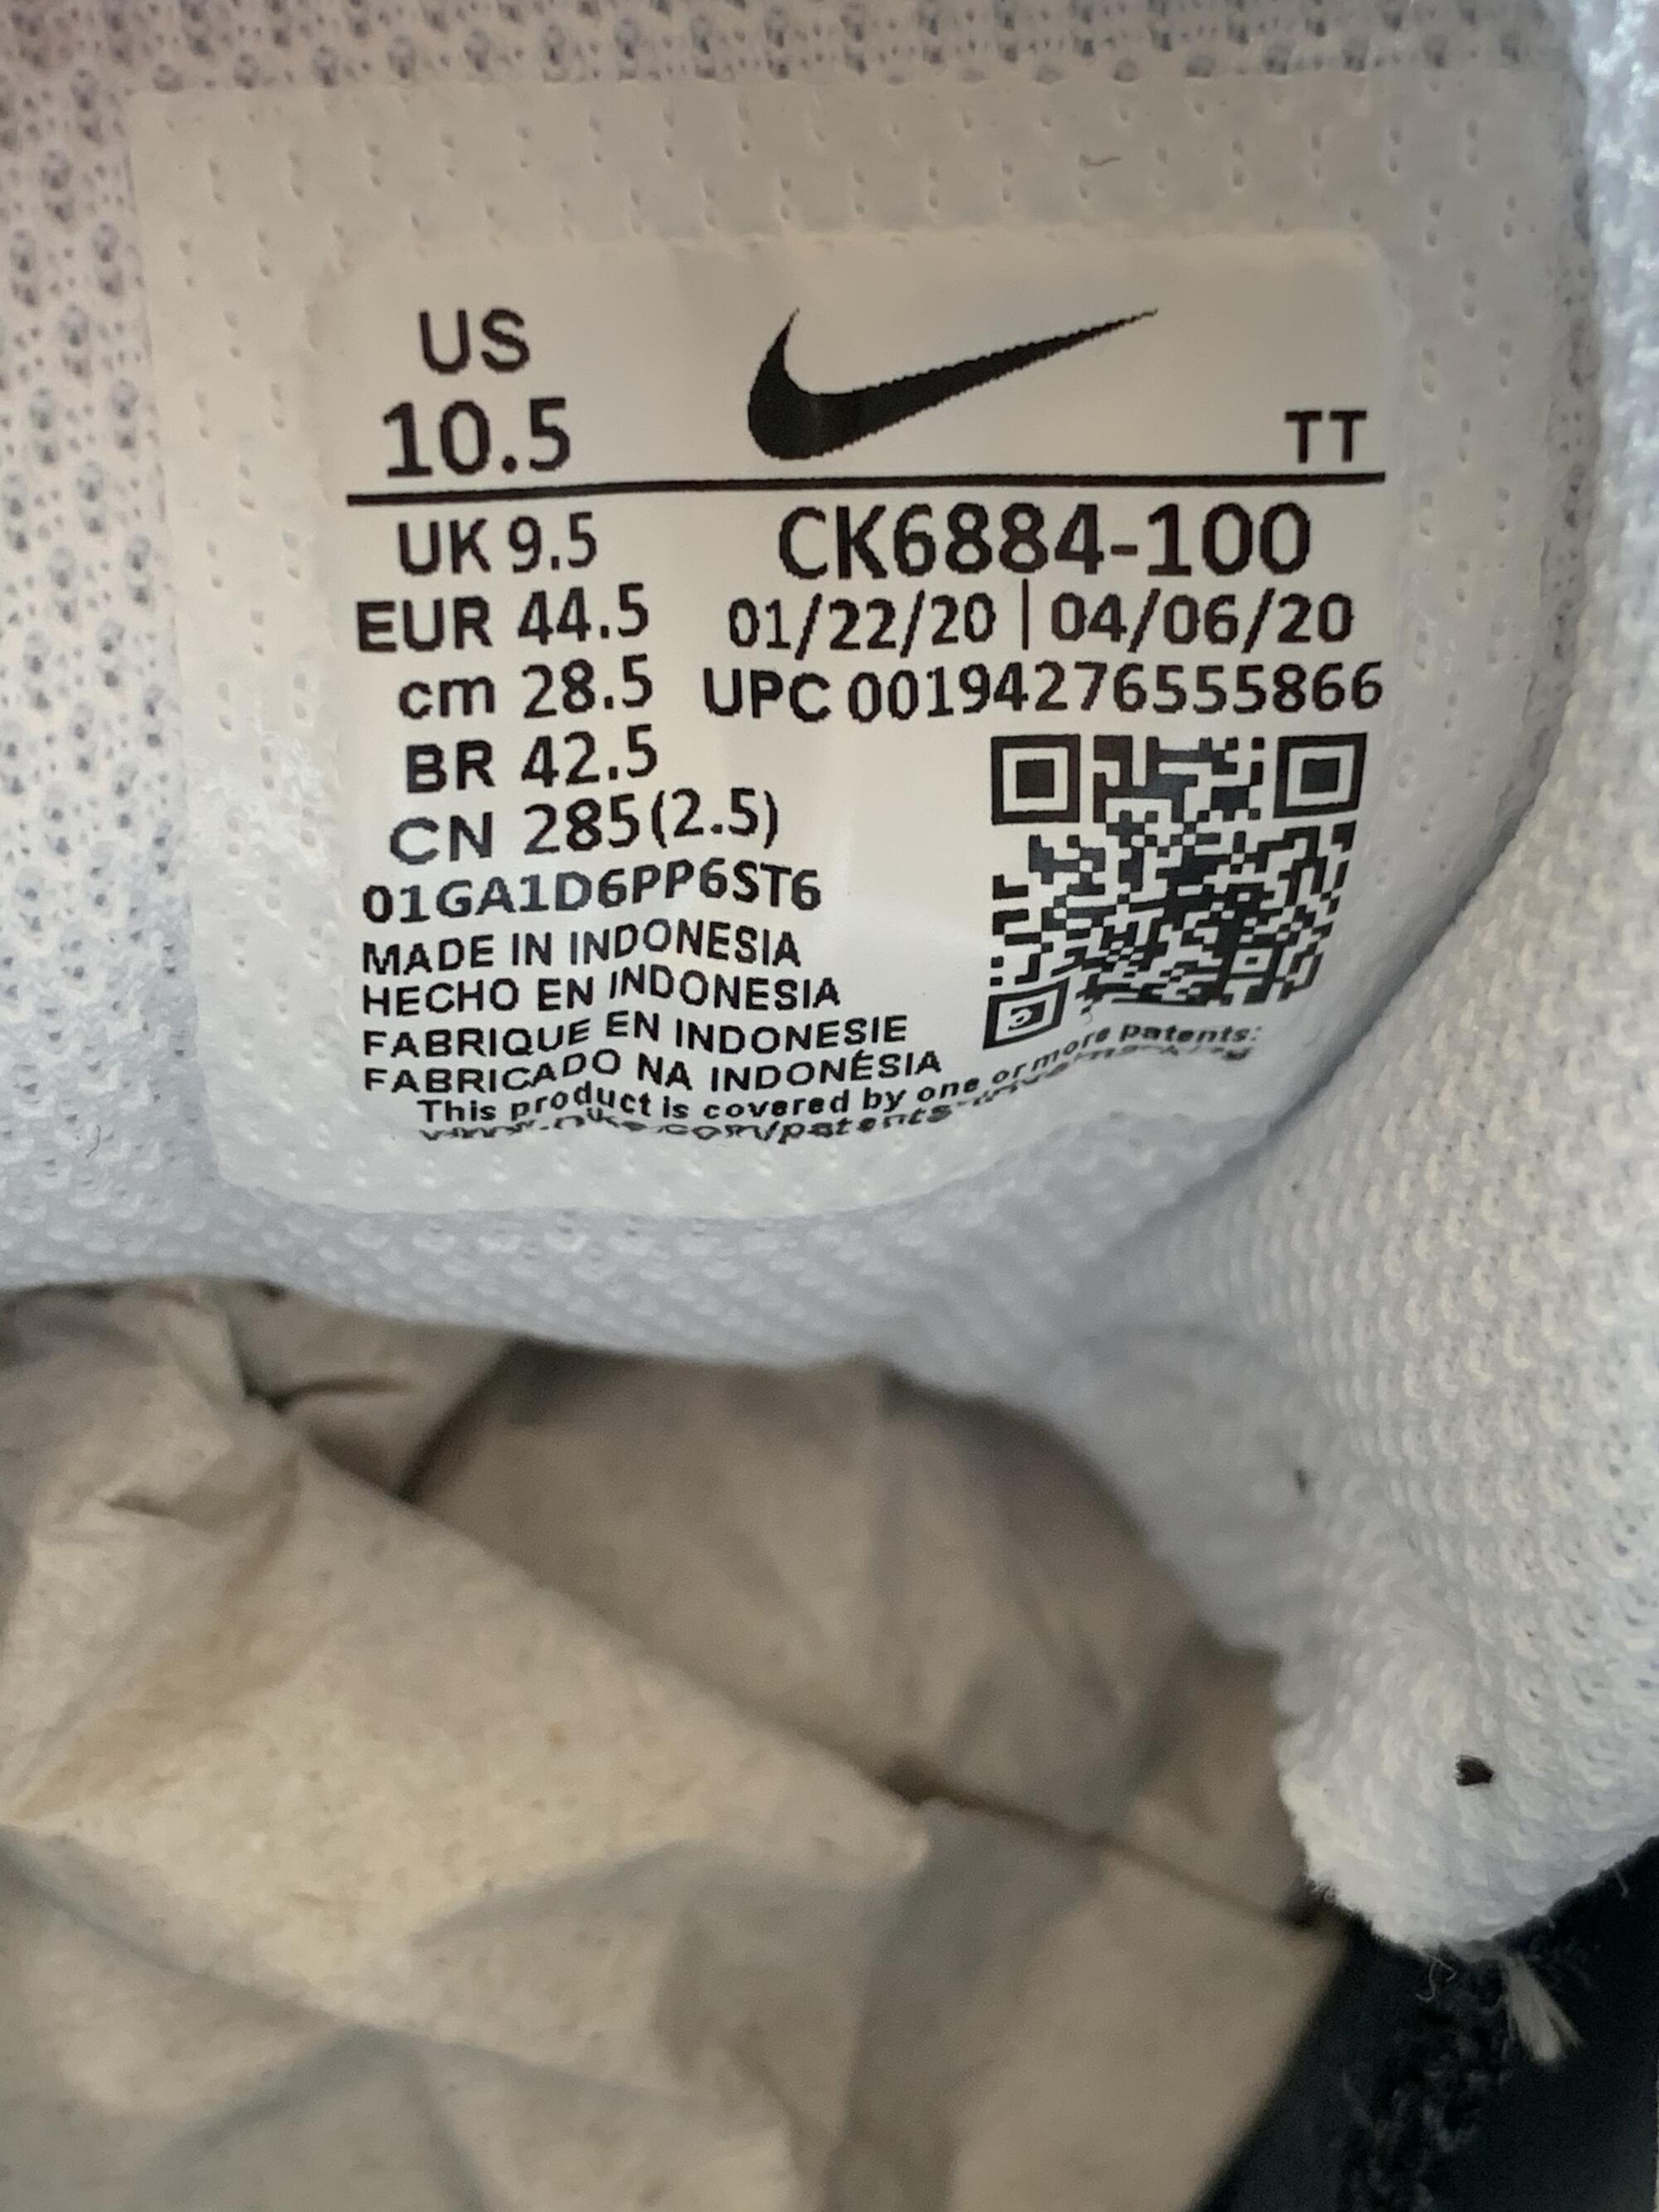 US
10.5
TT
UK 9.5
CK6884-100
EUR 44.5
01/22/20 | 04/06/20
cm 28.5
UPC 00194276555866
BR 42.5
CN 285(2.5)
01GA1D6PP6ST6
MADE IN INDONESIA
HECHO EN INDONESIA
FABRIQUE EN INDONESIE
FABRICADO NA INDONÉSIA
This product is covered by one or more patents: